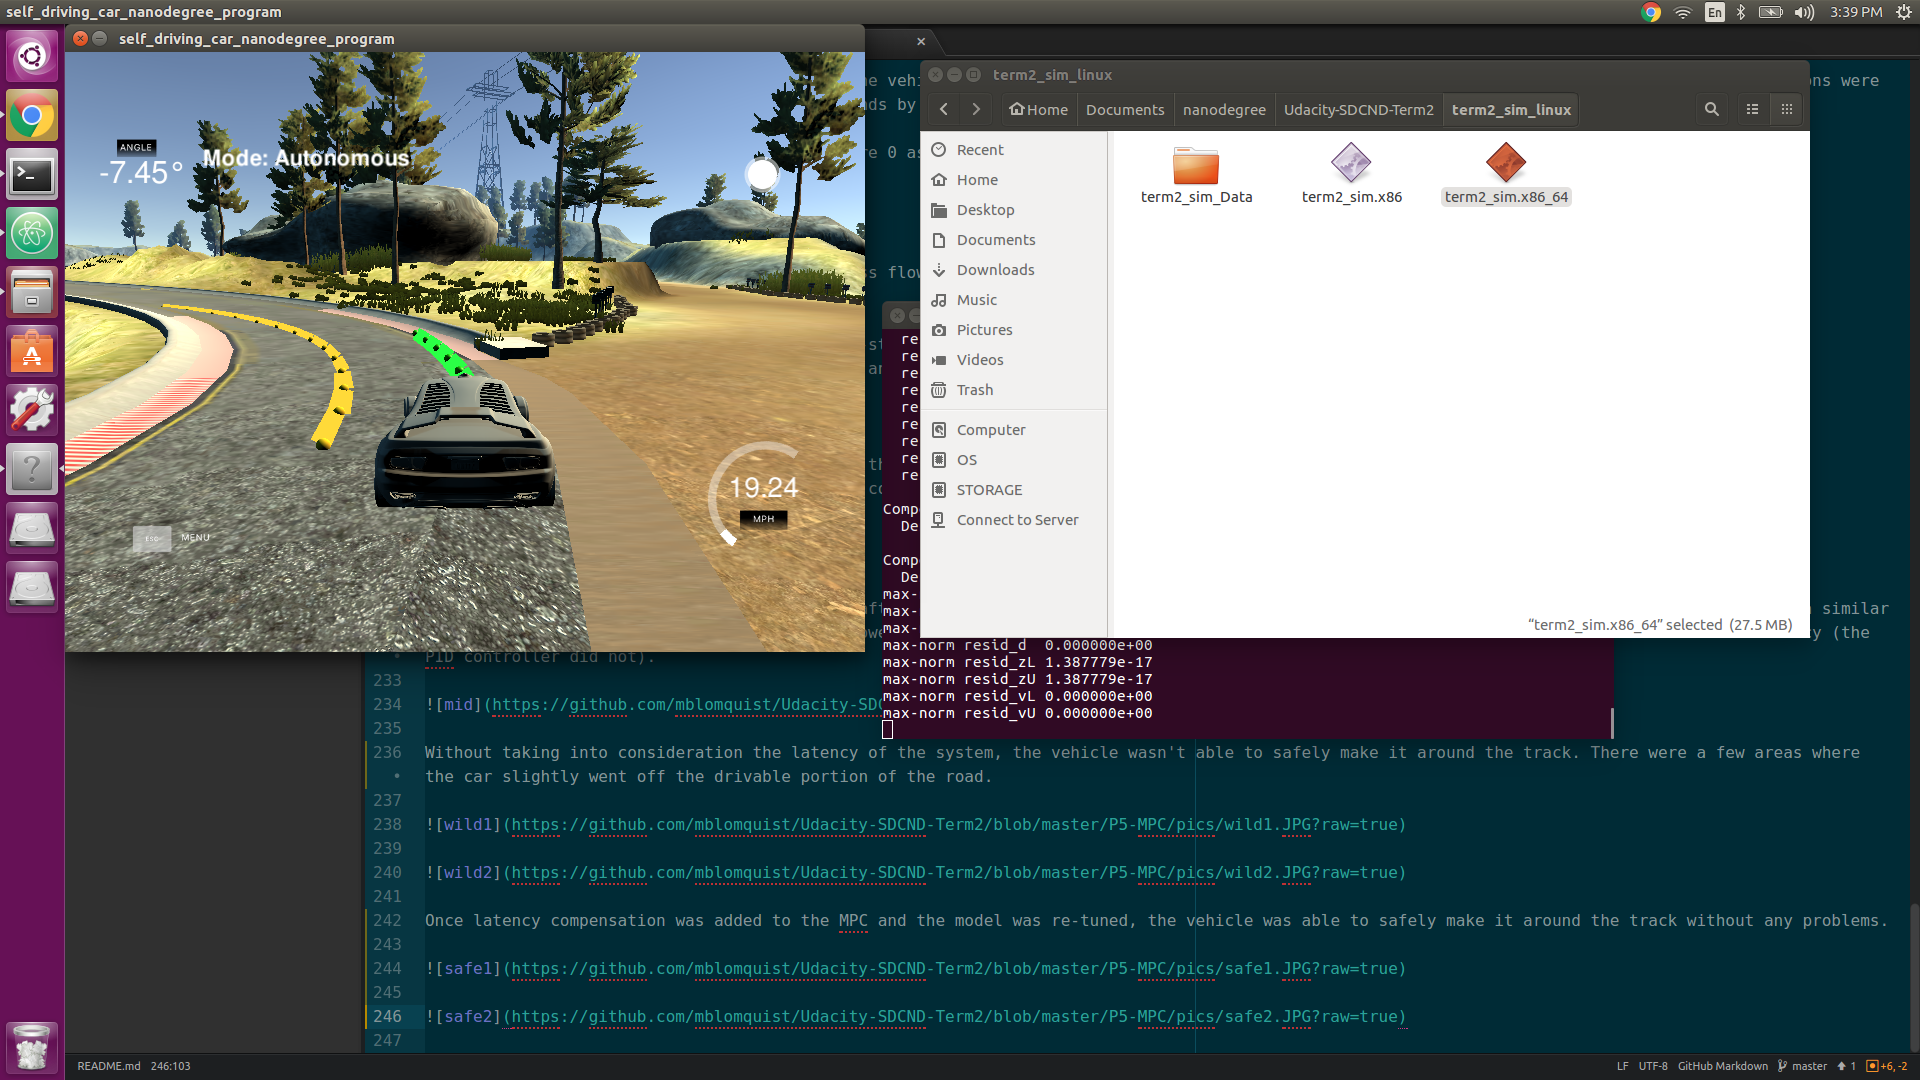 self_driving_car_nanodegree_program
En
3:39 PM
self_driving_car_nanodegree_program
ANGLE
-7.45°
Mode: Autonomous
19.24
MPH
ESC
MENU
term2_sim_linux
Home
Documents
nanodegree
Udacity-SDCND-Term2
term2_sim_linux
Recent
Home
Desktop
Documents
Downloads
Music
Pictures
Videos
Trash
Computer
OS
STORAGE
Connect to Server
term2_sim_Data
term2_sim.x86
term2_sim.x86_64
“term2_sim.x86_64” selected (27.5 MB)
e vehi
ns were
ds by
e 0 as
s flow
st
an
th
co
similar
y (the
re
re
re
re
re
re
re
re
re
Compo
De
Compo
De
max-
max-
max-
max-norm resid_d 0.000000e+00
max-norm resid_zL 1.387779e-17
max-norm resid_zU 1.387779e-17
max-norm resid_vL 0.000000e+00
max-norm resid_vU 0.000000e+00
PID controller did not).
233
234 ![mid](https://github.com/mblomquist/Udacity-SDC
235
236 Without taking into consideration the latency of the system, the vehicle wasn't able to safely make it around the track. There were a few areas where
• the car slightly went off the drivable portion of the road.
237
238 ![wild1](https://github.com/mblomquist/Udacity-SDCND-Term2/blob/master/P5-MPC/pics/wild1.JPG?raw=true)
239
240 ![wild2](https://github.com/mblomquist/Udacity-SDCND-Term2/blob/master/P5-MPC/pics/wild2.JPG?raw=true)
241
242 Once latency compensation was added to the MPC and the model was re-tuned, the vehicle was able to safely make it around the track without any problems.
243
244 ![safe1](https://github.com/mblomquist/Udacity-SDCND-Term2/blob/master/P5-MPC/pics/safe1.JPG?raw=true)
245
246 ![safe2](https://github.com/mblomquist/Udacity-SDCND-Term2/blob/master/P5-MPC/pics/safe2.JPG?raw=true)
247
README.md 246:103
LF UTF-8 GitHub Markdown master 1 +6, -2